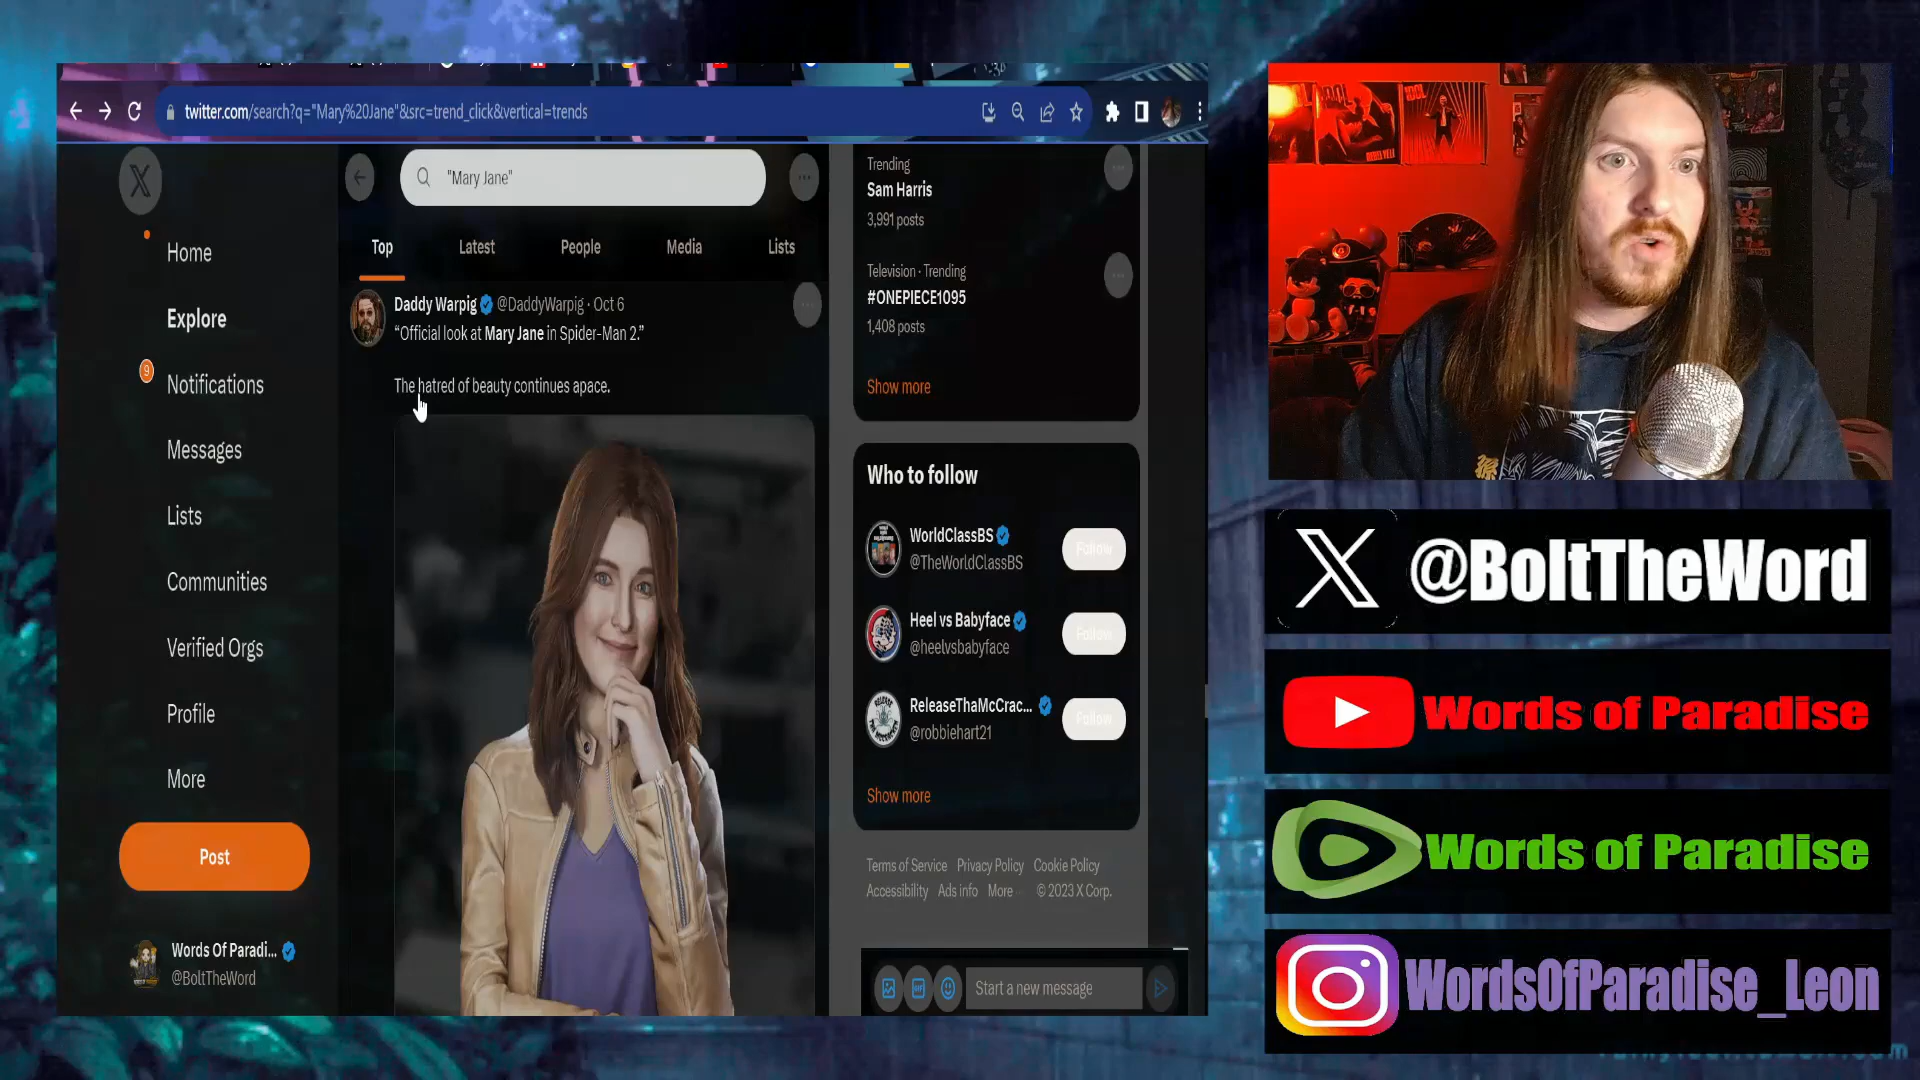 twitter.com/search?q="Mary%20Jane"&src=trend_click&vertical=trends
"Mary Jane"
Top
Latest
People
Media
Lists
Home
Explore
9
Notifications
Messages
Lists
Communities
Verified Orgs
Profile
More
Post
Words Of Paradi...
@BoltTheWord
Daddy Warpig @DaddyWarpig · Oct 6
“Official look at Mary Jane in Spider-Man 2.”
The hatred of beauty continues apace.
Trending
Sam Harris
3,991 posts
Television · Trending
#ONEPIECE1095
1,408 posts
Show more
Who to follow
WorldClassBS
@TheWorldClassBS
Follow
Heel vs Babyface
@heelvsbabyface
Follow
ReleaseThaMcCrac...
@robbiehart21
Follow
Show more
Terms of Service Privacy Policy Cookie Policy
Accessibility Ads info More © 2023 X Corp.
GIF
Start a new message
@BoltTheWord
Words of Paradise
Words of Paradise
WordsOfParadise_Leon